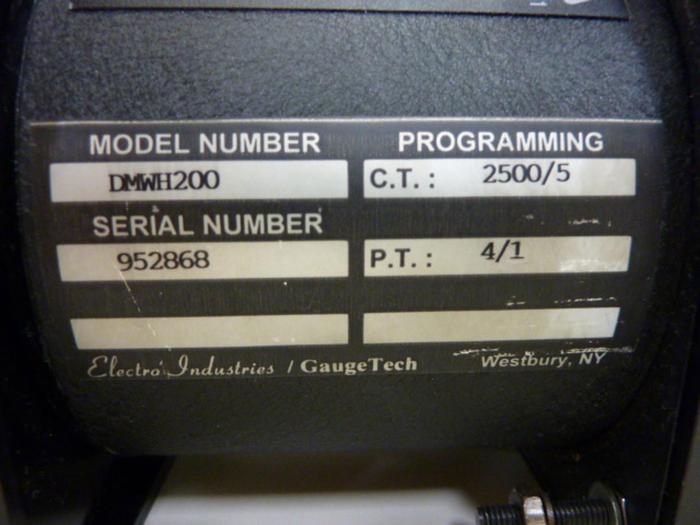 MODEL NUMBER
DMWH200
SERIAL NUMBER
952868
PROGRAMMING
C.T. : 2500/5
P.T. : 4/1
Electro Industries / GaugeTech
Westbury, NY